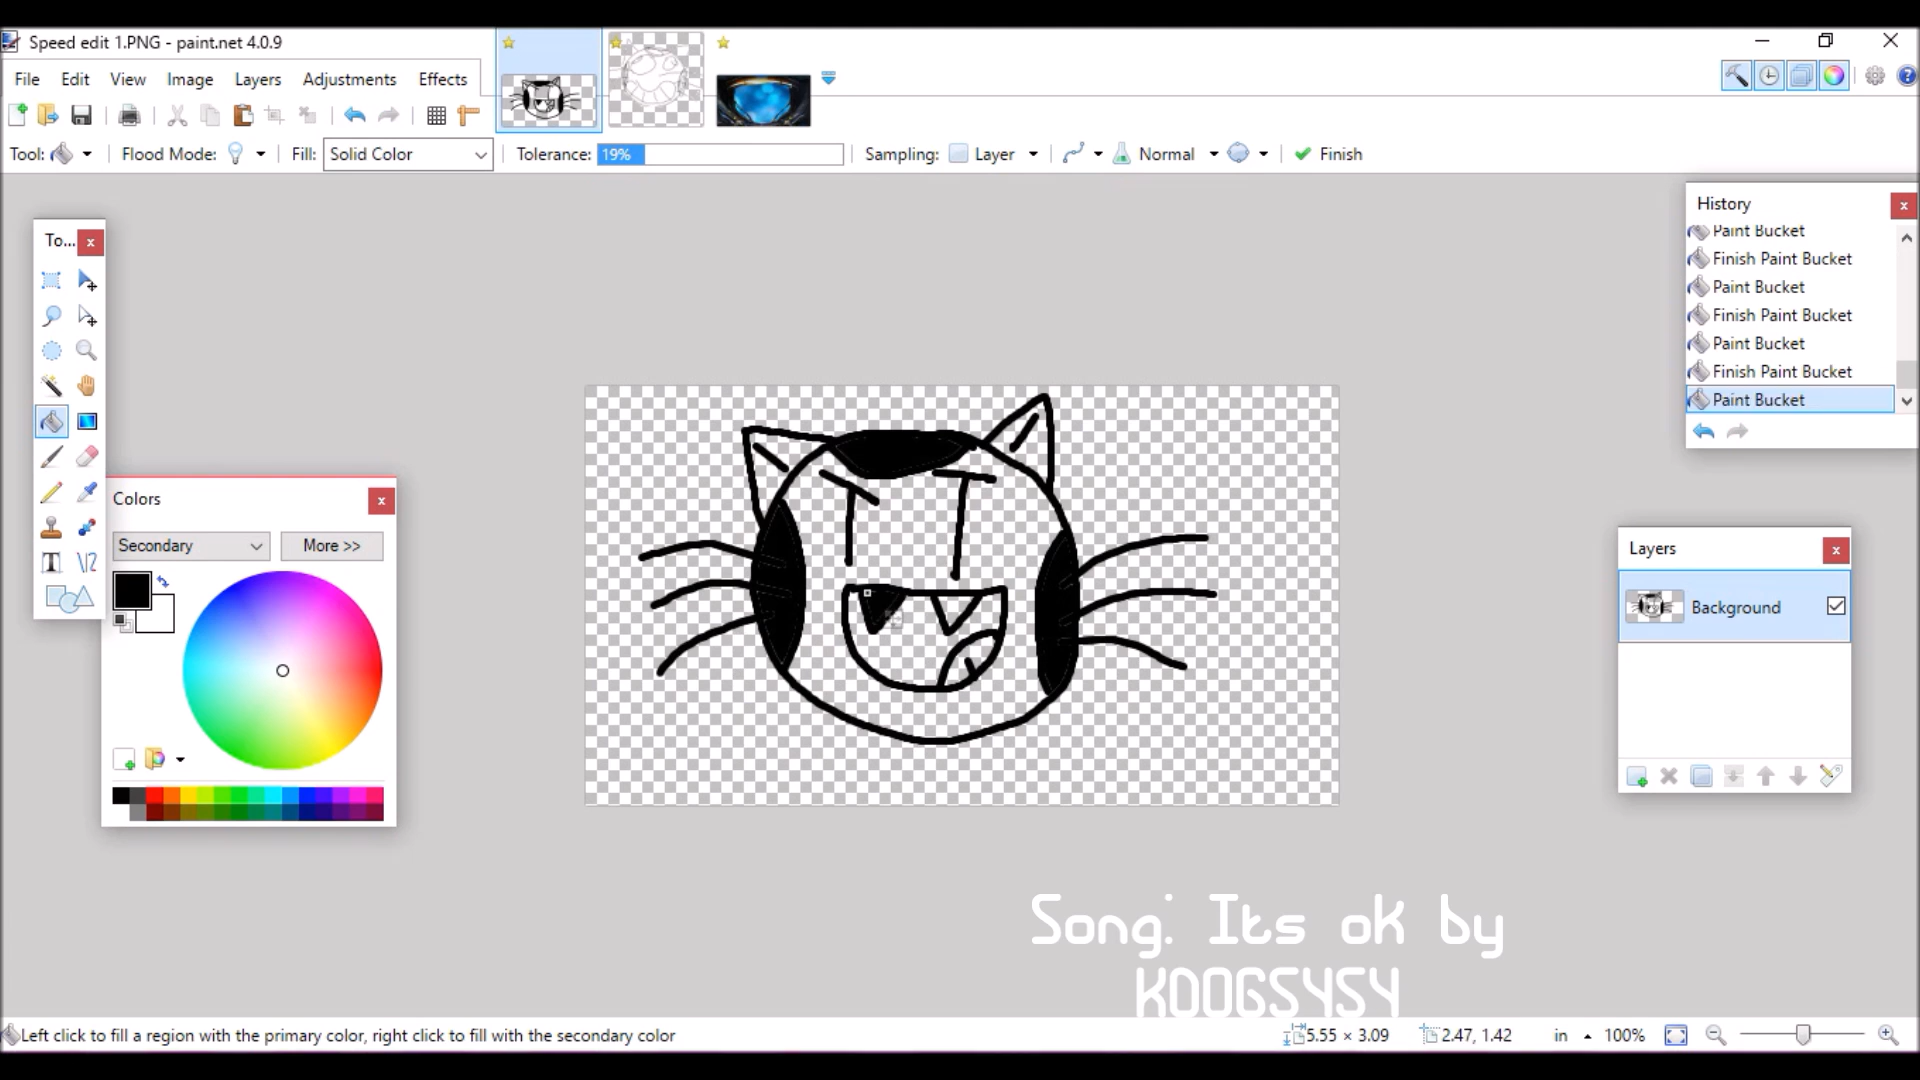 Speed edit 1.PNG - paint.net 4.0.9
File Edit View Image Layers Adjustments Effects
Tool: Flood Mode: Fill: Solid Color Tolerance: 19% Sampling: Layer Normal Finish
To...
Colors
Secondary
More >>
History
Paint Bucket
Finish Paint Bucket
Paint Bucket
Finish Paint Bucket
Paint Bucket
Finish Paint Bucket
Paint Bucket
Layers
Background
Song: Its ok by
KOOGSYSY
Left click to fill a region with the primary color, right click to fill with the secondary color
5.55 × 3.09
2.47, 1.42
in
100%